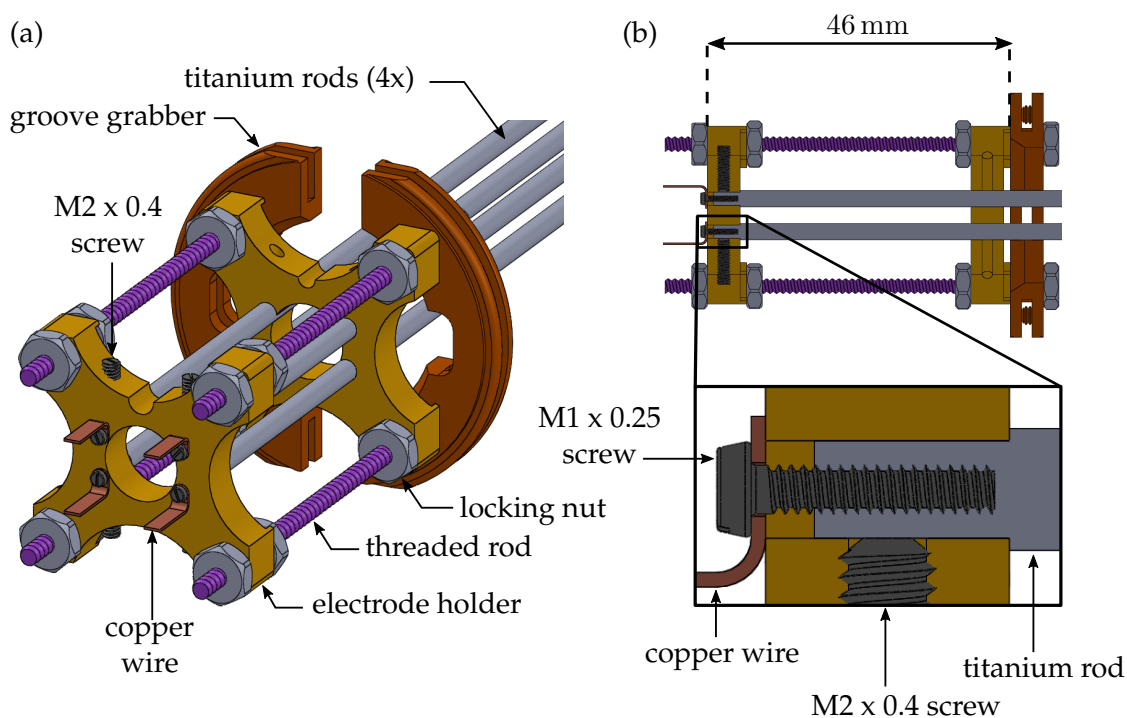 (a)
titanium rods (4x)
groove grabber
M2 x 0.4
screw
locking nut
threaded rod
electrode holder
copper
wire
(b)
46 mm
M1 x 0.25
screw
copper wire
titanium rod
M2 x 0.4 screw